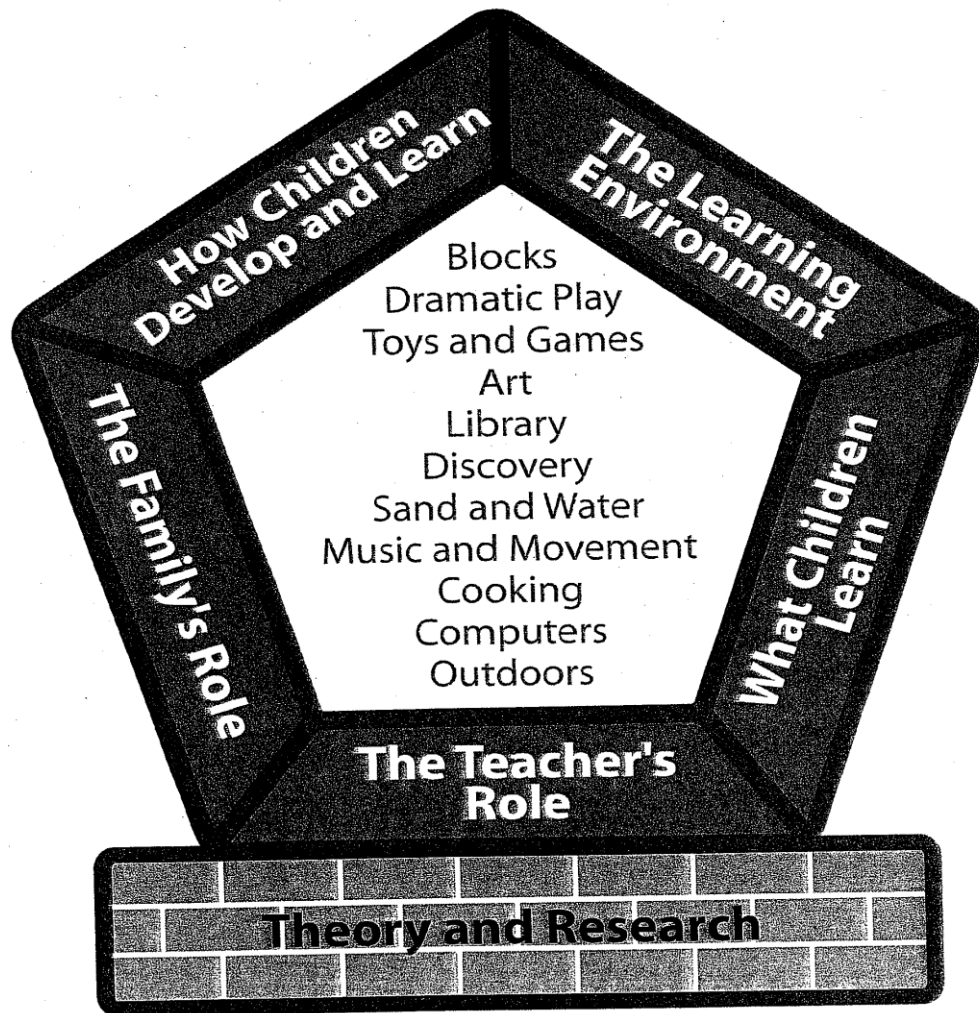 How Children
Develop and Learn
The Learning
Environment
Blocks
Dramatic Play
Toys and Games
Art
Library
Discovery
Sand and Water
Music and Movement
Cooking
Computers
Outdoors
The Family's Role
What Children
Learn
The Teacher's
Role
Theory and Research